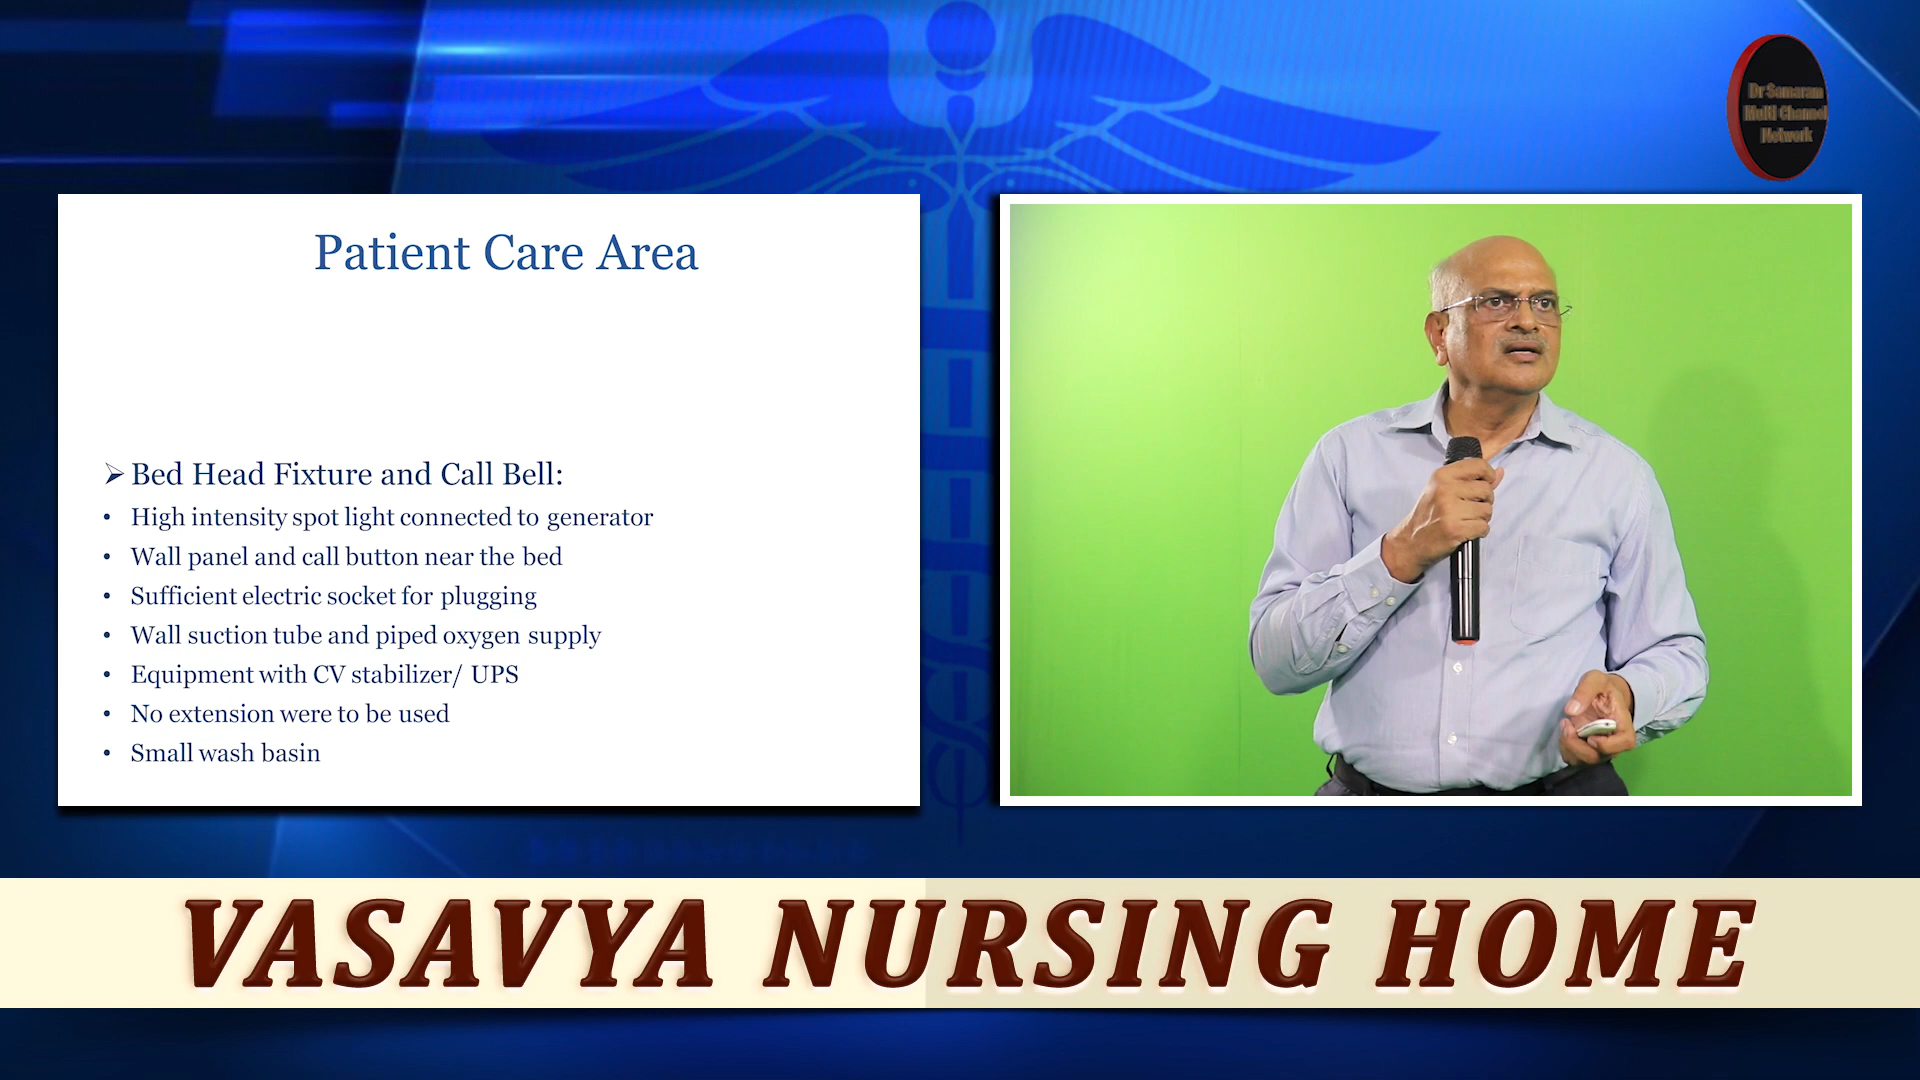 Dr Samaram
Multi Channel
Network
Patient Care Area
➢ Bed Head Fixture and Call Bell:
• High intensity spot light connected to generator
• Wall panel and call button near the bed
• Sufficient electric socket for plugging
• Wall suction tube and piped oxygen supply
• Equipment with CV stabilizer/ UPS
• No extension were to be used
• Small wash basin
VASAVYA NURSING HOME